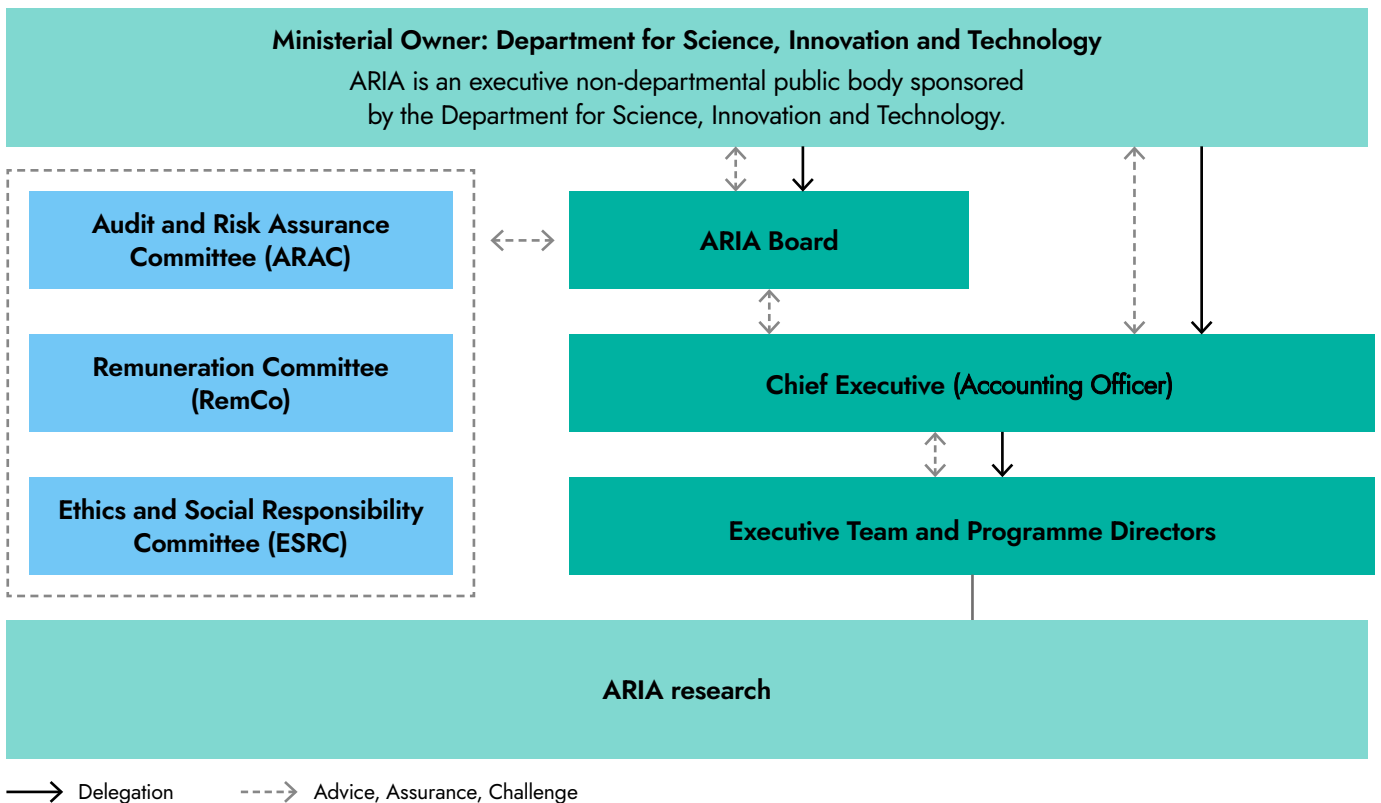 Ministerial Owner: Department for Science, Innovation and Technology
ARIA is an executive non-departmental public body sponsored
by the Department for Science, Innovation and Technology.
Audit and Risk Assurance
Committee (ARAC)
ARIA Board
Remuneration Committee
(RemCo)
Chief Executive (Accounting Officer)
Ethics and Social Responsibility
Committee (ESRC)
Executive Team and Programme Directors
ARIA research
Delegation
Advice, Assurance, Challenge